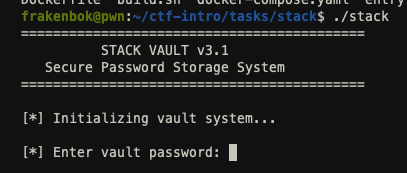 Dockerfile build.sh docker-compose.yaml entry
frakenbok@pwn:~/ctf-intro/tasks/stack$ ./stack
==========================================
STACK VAULT v3.1
Secure Password Storage System
==========================================
[*] Initializing vault system...
[*] Enter vault password: